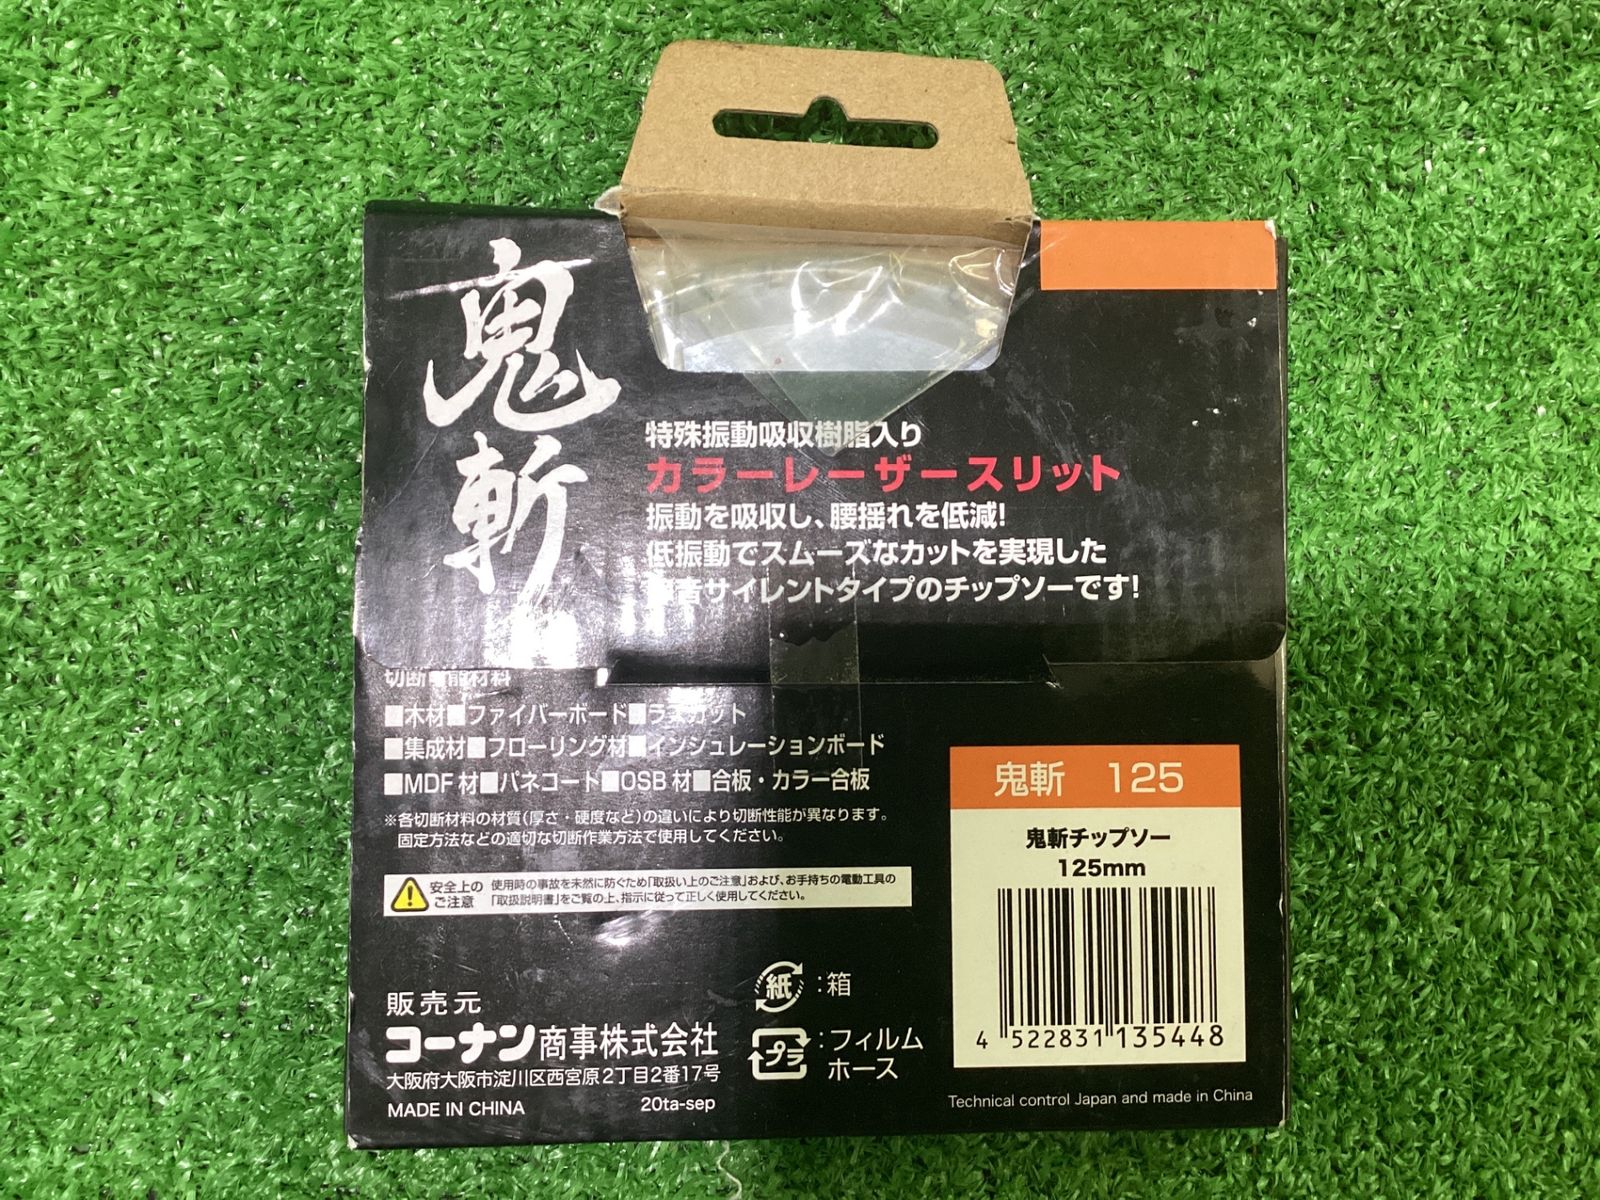 鬼斬
特殊振動吸収樹脂入り
カラーレーザースリット
振動を吸収し、腰揺れを低減!
低振動でスムーズなカットを実現した
音サイレントタイプのチップソーです!
切断可能材料
■木材■ファイバーボード■ラスカット
■集成材■フローリング材■インシュレーションボード
■MDF材■パネコート■OSB材■合板・カラー合板
※各切断材料の材質(厚さ・硬度など)の違いにより切断性能が異なります。
固定方法などの適切な切断作業方法で使用してください。
安全上のご注意
使用時の事故を未然に防ぐため「取扱い上のご注意」および、お手持ちの電動工具の
「取扱説明書」をご覧の上、指示に従って正しく使用してください。
販売元
コーナン商事株式会社
大阪府大阪市淀川区西宮原2丁目2番17号
MADE IN CHINA 20ta-sep
紙:箱
プラ:フィルム
ホース
鬼斬 125
鬼斬チップソー
125mm
4 522831 135448
Technical control Japan and made in China